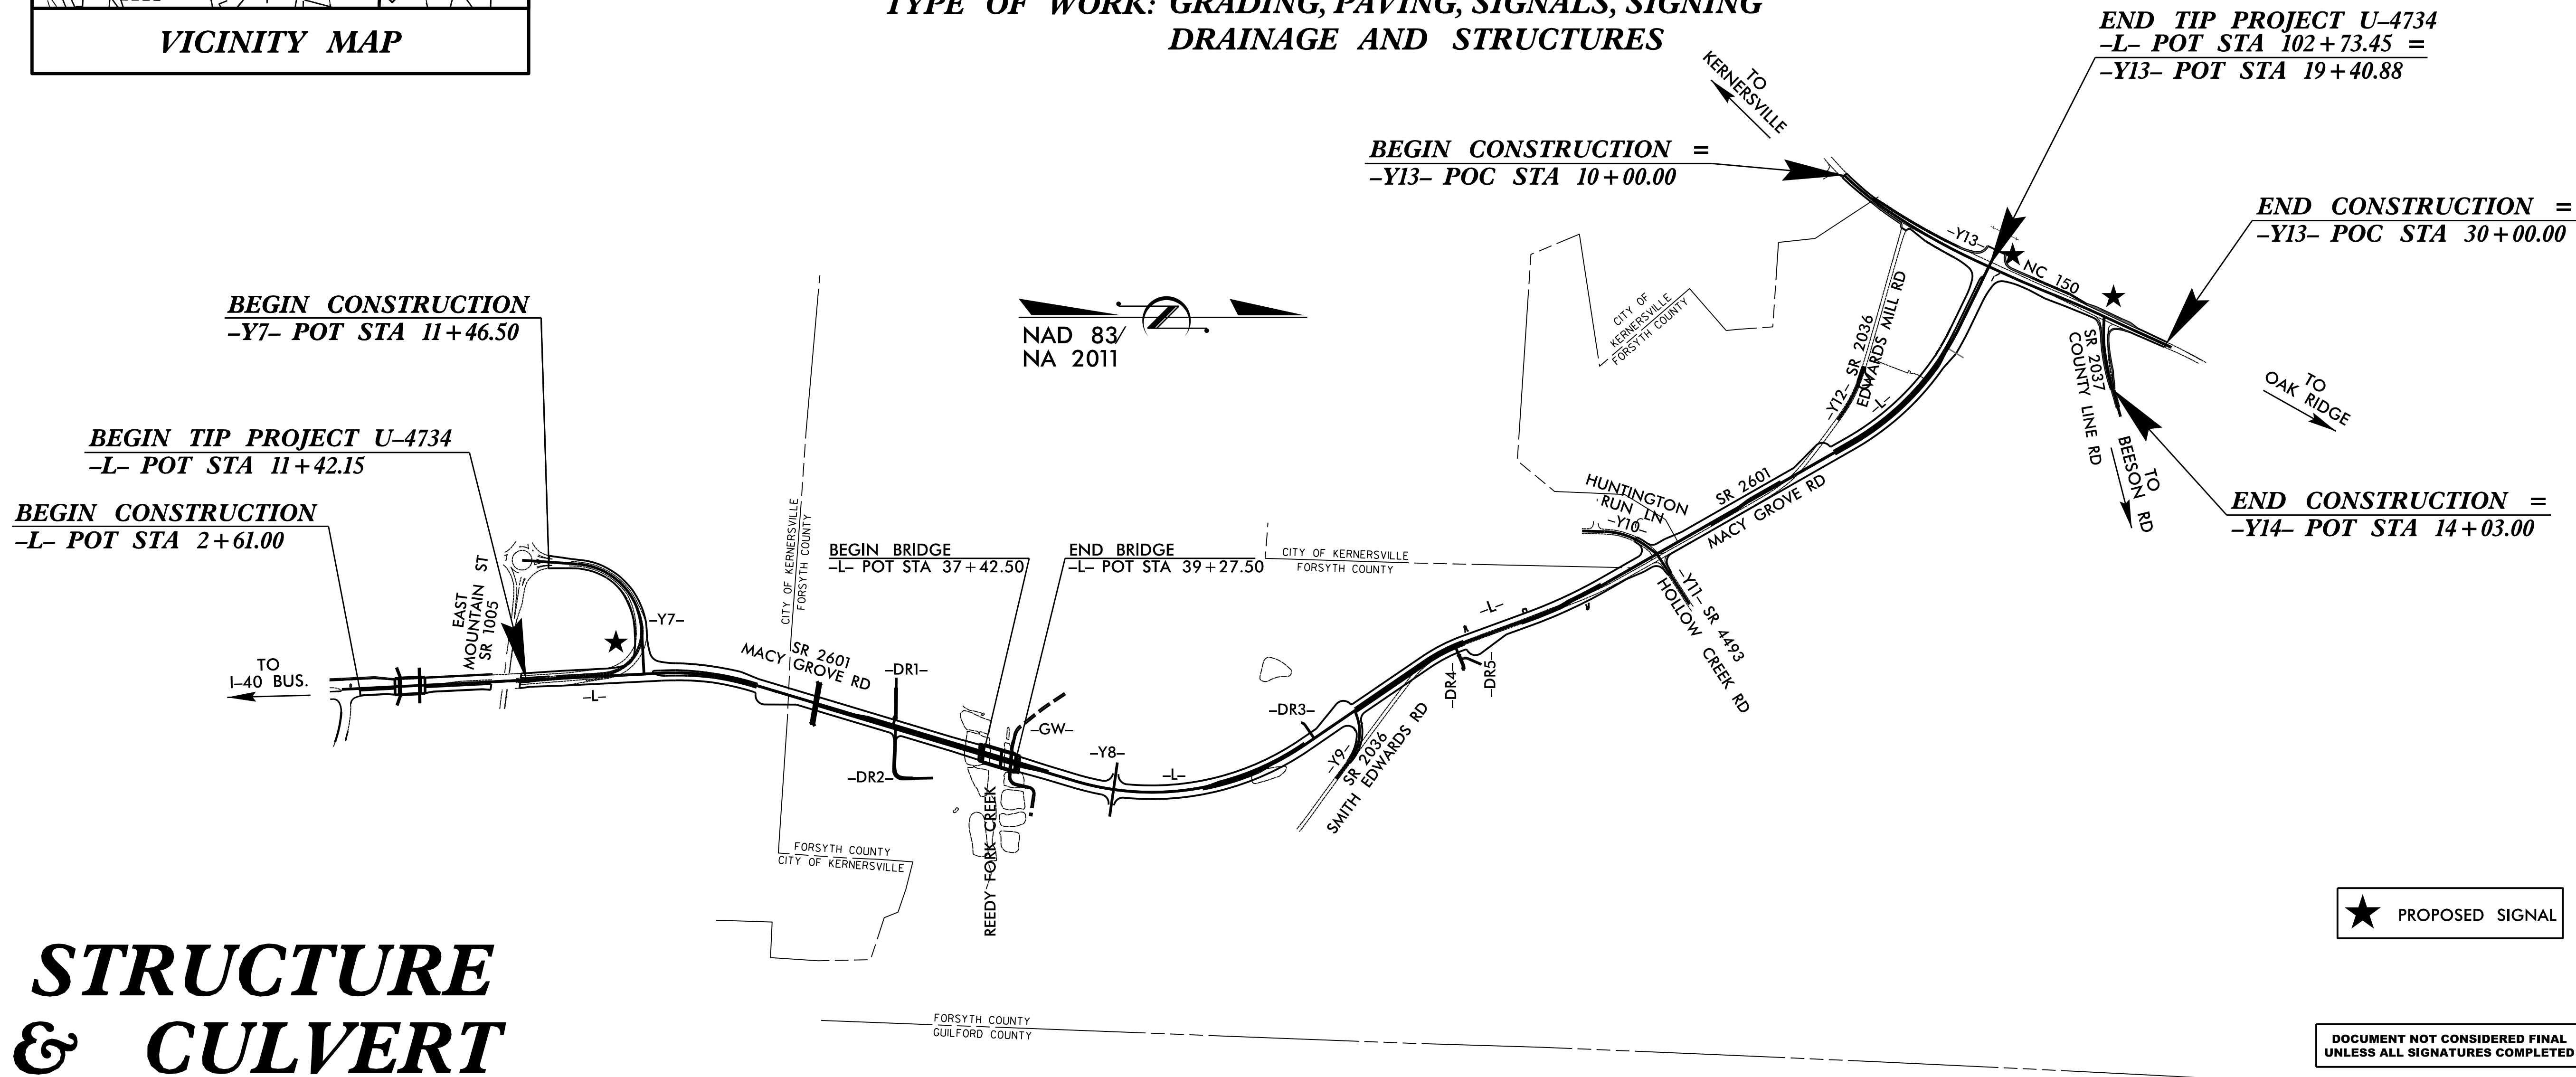 TYPE OF WORK: GRADING, PAVING, SIGNALS, SIGNING
DRAINAGE AND STRUCTURES
VICINITY MAP
END TIP PROJECT U–4734
–L– POT STA 102+73.45 =
–Y13– POT STA 19+40.88
TO
KERNERSVILLE
BEGIN CONSTRUCTION =
–Y13– POC STA 10+00.00
END CONSTRUCTION =
–Y13– POC STA 30+00.00
–Y13–
NC 150
BEGIN CONSTRUCTION
–Y7– POT STA 11+46.50
NAD 83/
NA 2011
CITY OF
KERNERSVILLE
FORSYTH COUNTY
–Y12– SR 2036
EDWARDS MILL RD
–L–
SR 2037
COUNTY LINE RD
TO
OAK RIDGE
TO
BEESON RD
BEGIN TIP PROJECT U–4734
–L– POT STA 11+42.15
BEGIN CONSTRUCTION
–L– POT STA 2+61.00
END CONSTRUCTION =
–Y14– POT STA 14+03.00
HUNTINGTON
RUN LN
–Y10–
SR 2601
MACY GROVE RD
–Y11– SR 4493
HOLLOW CREEK RD
CITY OF KERNERSVILLE
FORSYTH COUNTY
BEGIN BRIDGE
–L– POT STA 37+42.50
END BRIDGE
–L– POT STA 39+27.50
CITY OF KERNERSVILLE
FORSYTH COUNTY
EAST
MOUNTAIN ST
SR 1005
–Y7–
TO
I–40 BUS.
–L–
SR 2601
MACY GROVE RD
–DR1–
–DR2–
–GW–
–Y8–
–L–
–DR3–
–L–
–DR4–
–DR5–
–Y9–
SR 2036
SMITH EDWARDS RD
REEDY FORK CREEK
FORSYTH COUNTY
CITY OF KERNERSVILLE
PROPOSED SIGNAL
STRUCTURE
& CULVERT
FORSYTH COUNTY
GUILFORD COUNTY
DOCUMENT NOT CONSIDERED FINAL
UNLESS ALL SIGNATURES COMPLETED